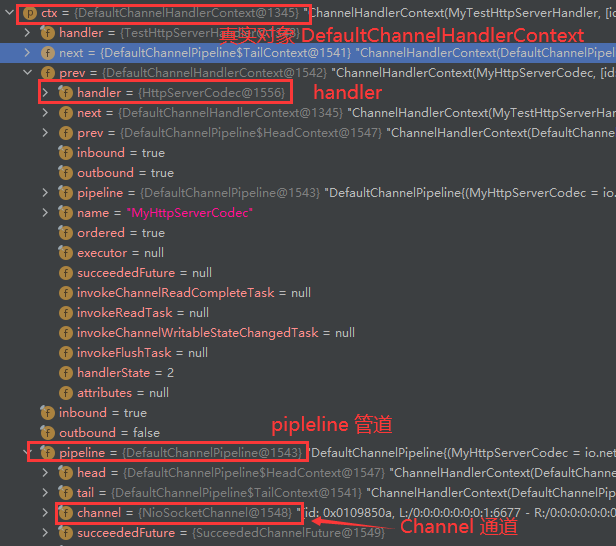 ctx = {DefaultChannelHandlerContext@1345} "ChannelHandlerContext(MyTestHttpServerHandler, [i
handler = {TestHttpServerHandler
真实对象 DefaultChannelHandlerContext
next = {DefaultChannelPipeline$TailContext@1541} "ChannelHandlerContext(DefaultChannelPipel
prev = {DefaultChannelHandlerContext@1542} "ChannelHandlerContext(MyHttpServerCodec, [id
handler = {HttpServerCodec@1556} handler
next = {DefaultChannelHandlerContext@1345} "ChannelHandlerContext(MyTestHttpServerHan
prev = {DefaultChannelPipeline$HeadContext@1547} "ChannelHandlerContext(DefaultChann
inbound = true
outbound = true
pipeline = {DefaultChannelPipeline@1543} "DefaultChannelPipeline{(MyHttpServerCodec = io.
name = "MyHttpServerCodec"
ordered = true
executor = null
succeededFuture = null
invokeChannelReadCompleteTask = null
invokeReadTask = null
invokeChannelWritableStateChangedTask = null
invokeFlushTask = null
handlerState = 2
attributes = null
inbound = true
outbound = false
pipleline 管道
pipeline = {DefaultChannelPipeline@1543} "DefaultChannelPipeline{(MyHttpServerCodec = io.net
head = {DefaultChannelPipeline$HeadContext@1547} "ChannelHandlerContext(DefaultChann
tail = {DefaultChannelPipeline$TailContext@1541} "ChannelHandlerContext(DefaultChannelPip
channel = {NioSocketChannel@1548} "[id: 0x0109850a, L:/0:0:0:0:0:0:0:1:6677 - R:/0:0:0:0:0:0
Channel 通道
succeededFuture = {SucceededChannelFuture@1549}